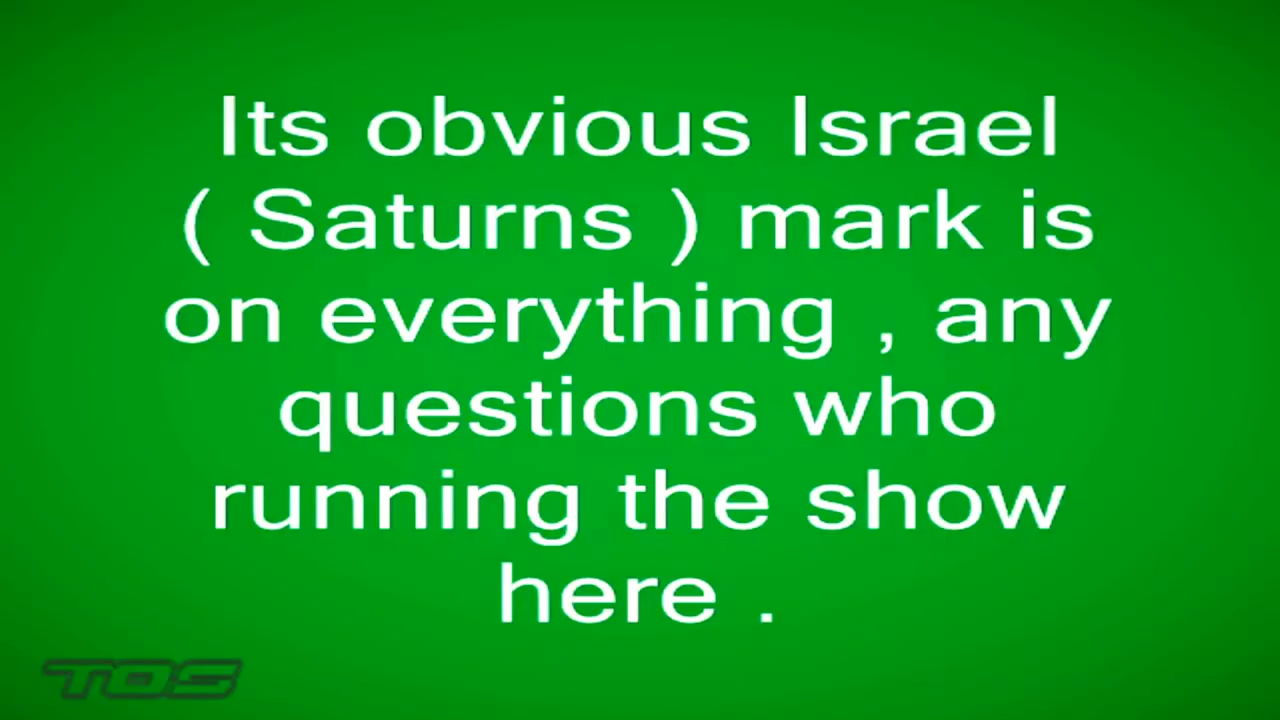 Its obvious Israel
( Saturns ) mark is
on everything , any
questions who
running the show
here .
TOS